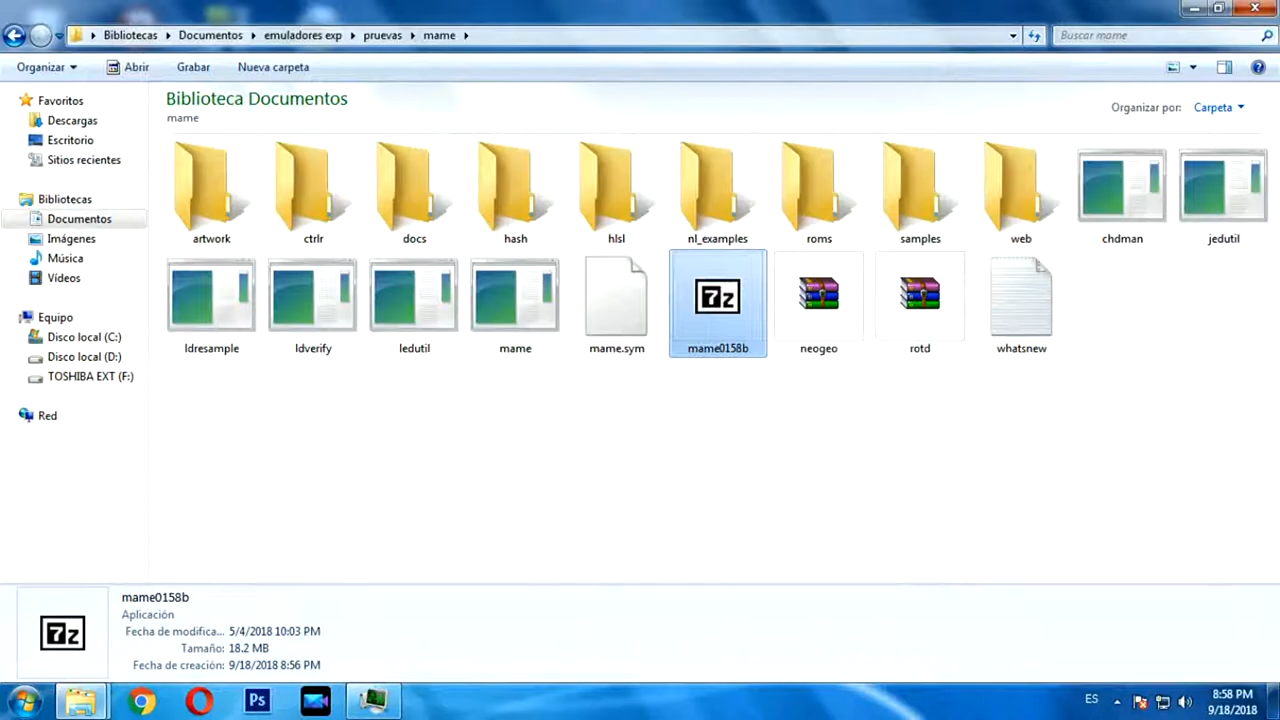 Bibliotecas Documentos emuladores exp pruevas mame
Buscar mame
Organizar Abrir Grabar Nueva carpeta
Favoritos
Descargas
Escritorio
Sitios recientes
Bibliotecas
Documentos
Imágenes
Música
Vídeos
Equipo
Disco local (C:)
Disco local (D:)
TOSHIBA EXT (F:)
Red
Biblioteca Documentos
mame
Organizar por: Carpeta
artwork ctrlr docs hash hlsl nl_examples roms samples web chdman jedutil
7z
ldresample ldverify ledutil mame mame.sym mame0158b neogeo rotd whatsnew
7z
mame0158b
Aplicación
Fecha de modifica... 5/4/2018 10:03 PM
Tamaño: 18.2 MB
Fecha de creación: 9/18/2018 8:56 PM
Ps
ES
8:58 PM
9/18/2018